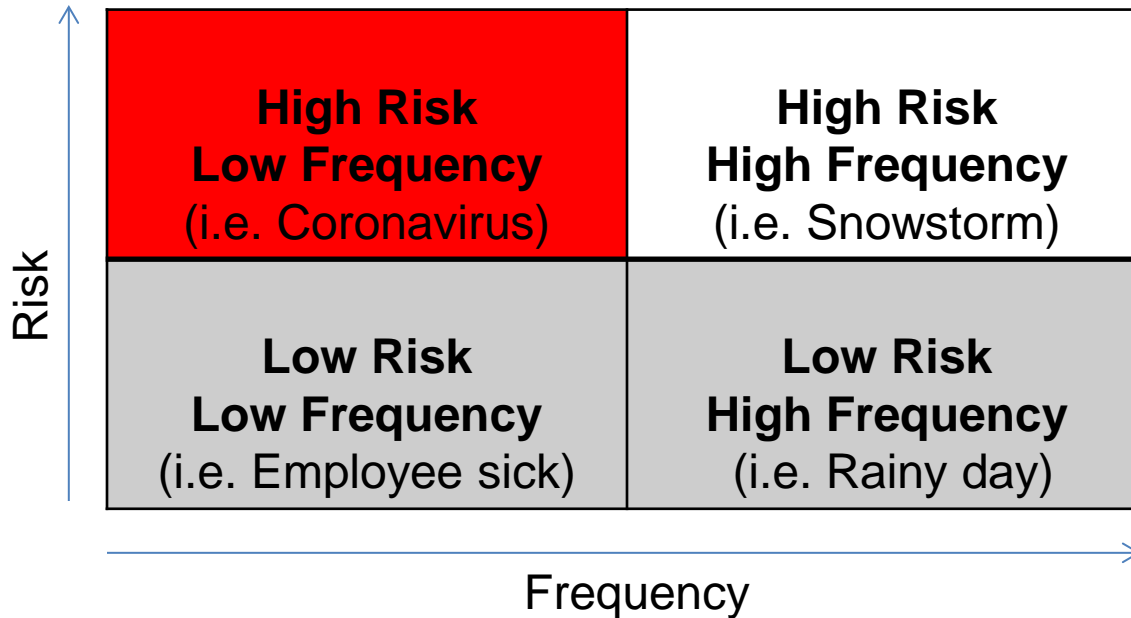 High Risk
Low Frequency
(i.e. Coronavirus)
High Risk
High Frequency
(i.e. Snowstorm)
Risk
Low Risk
Low Frequency
(i.e. Employee sick)
Low Risk
High Frequency
(i.e. Rainy day)
Frequency